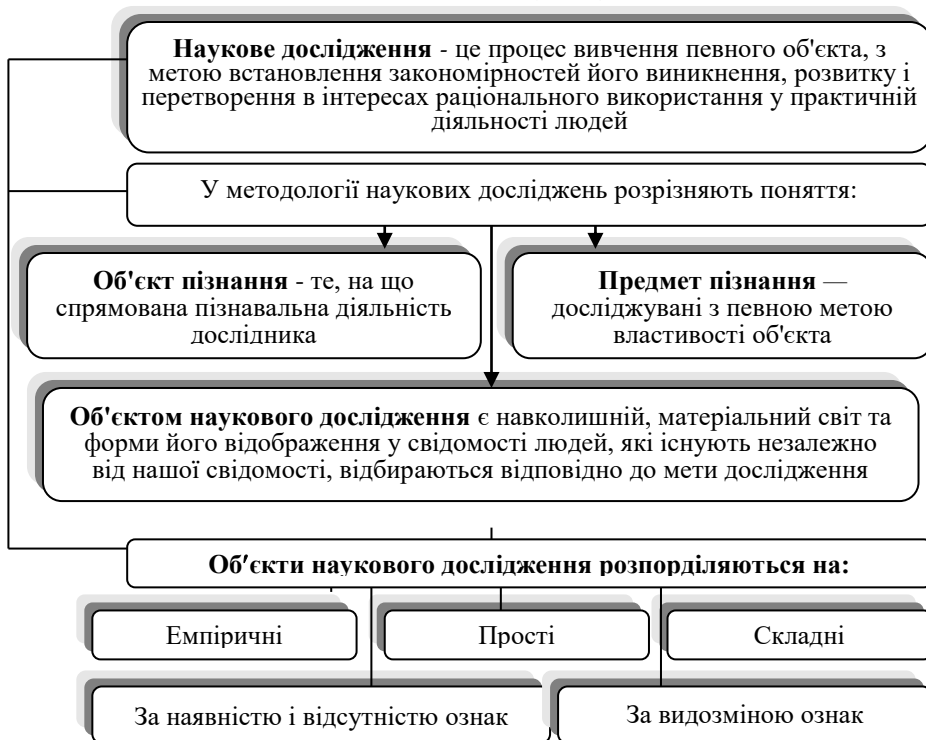 Наукове дослідження - це процес вивчення певного об'єкта, з
метою встановлення закономірностей його виникнення, розвитку і
перетворення в інтересах раціонального використання у практичній
діяльності людей
У методології наукових досліджень розрізняють поняття:
Об'єкт пізнання - те, на що
спрямована пізнавальна діяльність
дослідника
Предмет пізнання —
досліджувані з певною метою
властивості об'єкта
Об'єктом наукового дослідження є навколишній, матеріальний світ та
форми його відображення у свідомості людей, які існують незалежно
від нашої свідомості, відбираються відповідно до мети дослідження
Об'єкти наукового дослідження розпорділяються на:
Емпіричні
Прості
Складні
За наявністю і відсутністю ознак
За видозміною ознак